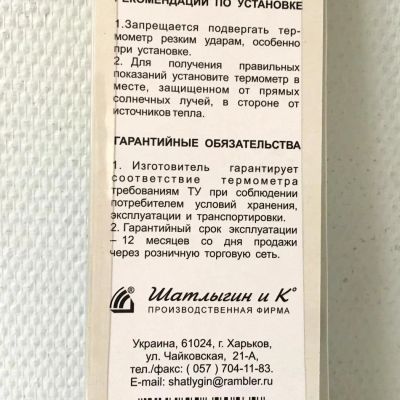 РЕКОМЕНДАЦИИ ПО УСТАНОВКЕ
1.Запрещается подвергать тер-
мометр резким ударам, особенно
при установке.
2. Для получения правильных
показаний установите термометр в
месте, защищенном от прямых
солнечных лучей, в стороне от
источников тепла.
ГАРАНТИЙНЫЕ ОБЯЗАТЕЛЬСТВА
1. Изготовитель гарантирует
соответствие термометра
требованиям ТУ при соблюдении
потребителем условий хранения,
эксплуатации и транспортировки.
2. Гарантийный срок эксплуатации
– 12 месяцев со дня продажи
через розничную торговую сеть.
Шатлыгин и К°
ПРОИЗВОДСТВЕННАЯ ФИРМА
Украина, 61024, г. Харьков,
ул. Чайковская, 21-А,
тел./факс: ( 057 ) 704-11-83.
E-mail: shatlygin@rambler.ru